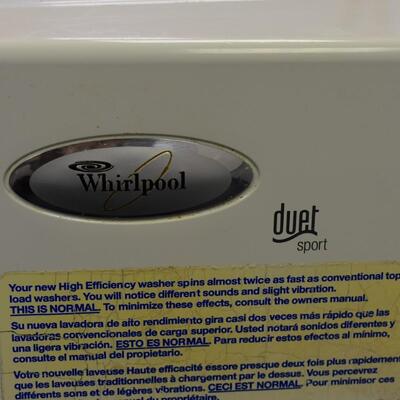 Whirlpool
duet
sport
Your new High Efficiency washer spins almost twice as fast as conventional top
load washers. You will notice different sounds and slight vibration.
THIS IS NORMAL. To minimize these effects, consult the owners manual.
Su nueva lavadora de alto rendimiento gira casi dos veces más rápido que las
lavadoras convencionales de carga superior. Usted notará sonidos diferentes y
una ligera vibración. ESTO ES NORMAL. Para reducir estos efectos al mínimo,
consulte el manual del propietario.
Votre nouvelle laveuse Haute efficacité essore presque deux fois plus rapidement
que les laveuses traditionnelles à chargement par le dessus. Vous percevrez
différents sons et de légères vibrations. CECI EST NORMAL. Pour minimiser ces
du propriétaire.